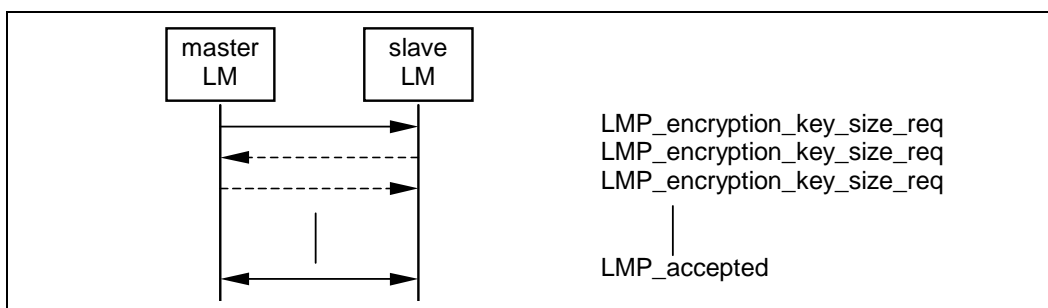 master
LM
slave
LM
LMP_encryption_key_size_req
LMP_encryption_key_size_req
LMP_encryption_key_size_req
LMP_accepted